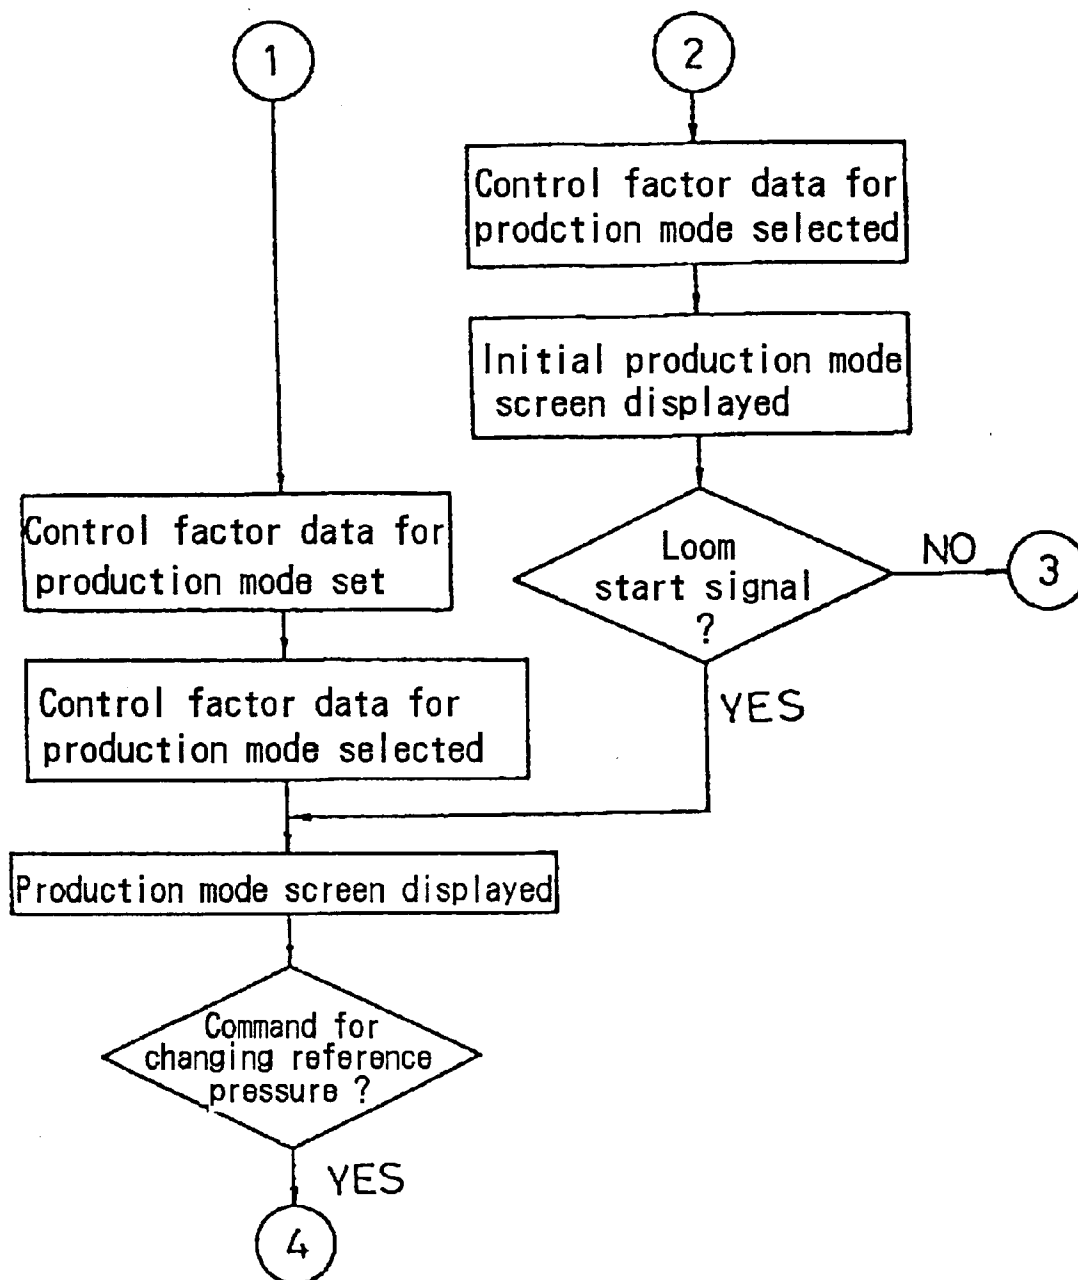 1
2
Control factor data for
prodction mode selected
Initial production mode
screen displayed
Loom
start signal
?
NO
3
YES
Control factor data for
production mode set
Control factor data for
production mode selected
Production mode screen displayed
Command for
changing reference
pressure ?
YES
4